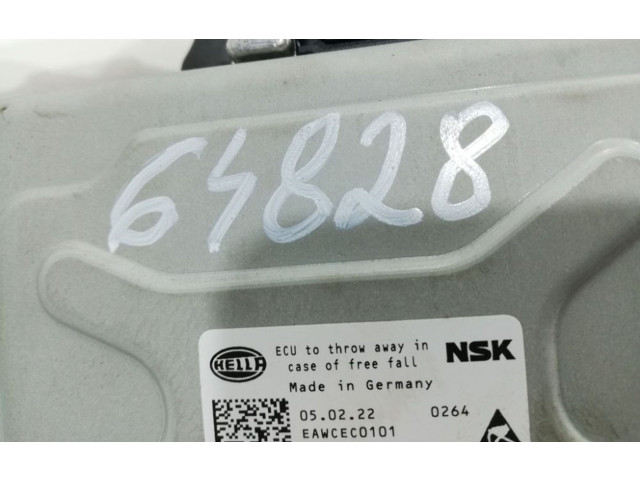 64828
HELLA
ECU to throw away in
case of free fall
NSK
Made in Germany
05.02.22 0264
EAWCEC0101